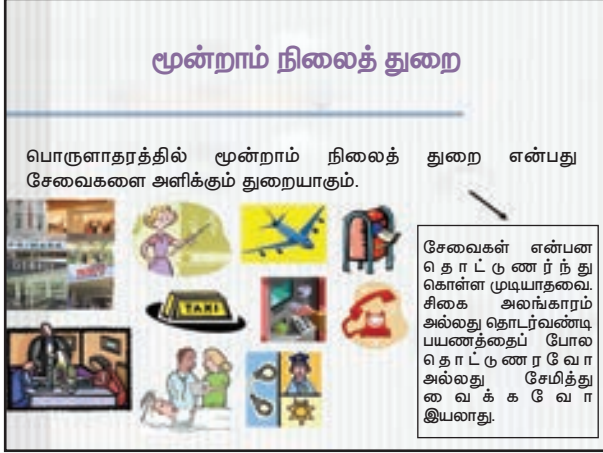 மூன்றாம் நிலைத் துறை
பொருளாதரத்தில் மூன்றாம் நிலைத் துறை என்பது
சேவைகளை அளிக்கும் துறையாகும்.
TAXI
சேவைகள் என்பன
தொட்டுணர்ந்து
கொள்ள முடியாதவை.
சிகை அலங்காரம்
அல்லது தொடர்வண்டி
பயணத்தைப் போல
தொட்டுணரவோ
அல்லது சேமித்து
வைக்கவோ
இயலாது.